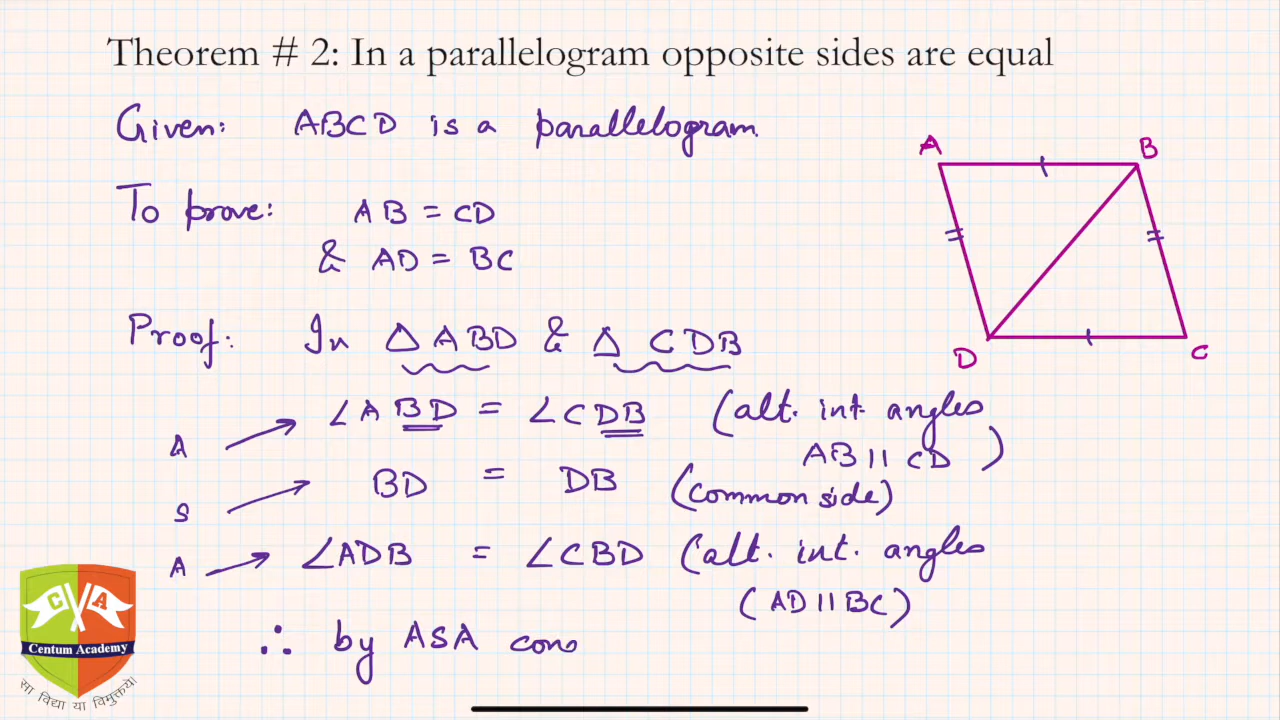 Theorem # 2: In a parallelogram opposite sides are equal
Given: ABCD is a parallelogram
To prove: AB = CD
& AD = BC
Proof: In △ ABD & △ CDB
∠ABD = ∠CDB (alt. int. angles
AB || CD )
A
BD = DB (common side)
S
∠ADB = ∠CBD (alt. int. angles
A
(AD || BC)
∴ by ASA cong
A
B
D
C
C A
Centum Academy
सा विद्या या विमुक्तये।